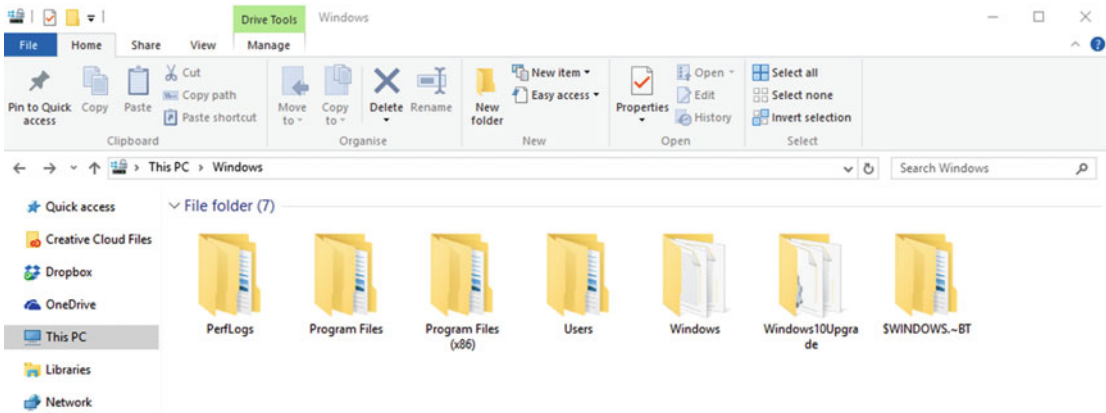 Drive Tools Windows
File Home Share View Manage
Pin to Quick access
Copy
Paste
Cut
Copy path
Paste shortcut
Clipboard
Move to
Copy to
Delete
Rename
Organise
New folder
New item
Easy access
New
Properties
Open
Edit
History
Open
Select all
Select none
Invert selection
Select
This PC > Windows
Search Windows
Quick access
Creative Cloud Files
Dropbox
OneDrive
This PC
Libraries
Network
File folder (7)
PerfLogs
Program Files
Program Files
(x86)
Users
Windows
Windows10Upgra
de
$WINDOWS.~BT